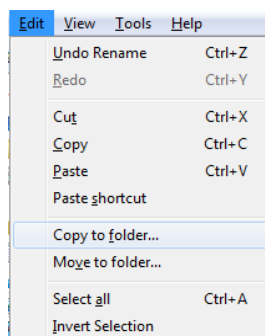 Edit View Tools Help
Undo Rename Ctrl+Z
Redo Ctrl+Y
Cut Ctrl+X
Copy Ctrl+C
Paste Ctrl+V
Paste shortcut
Copy to folder...
Move to folder...
Select all Ctrl+A
Invert Selection